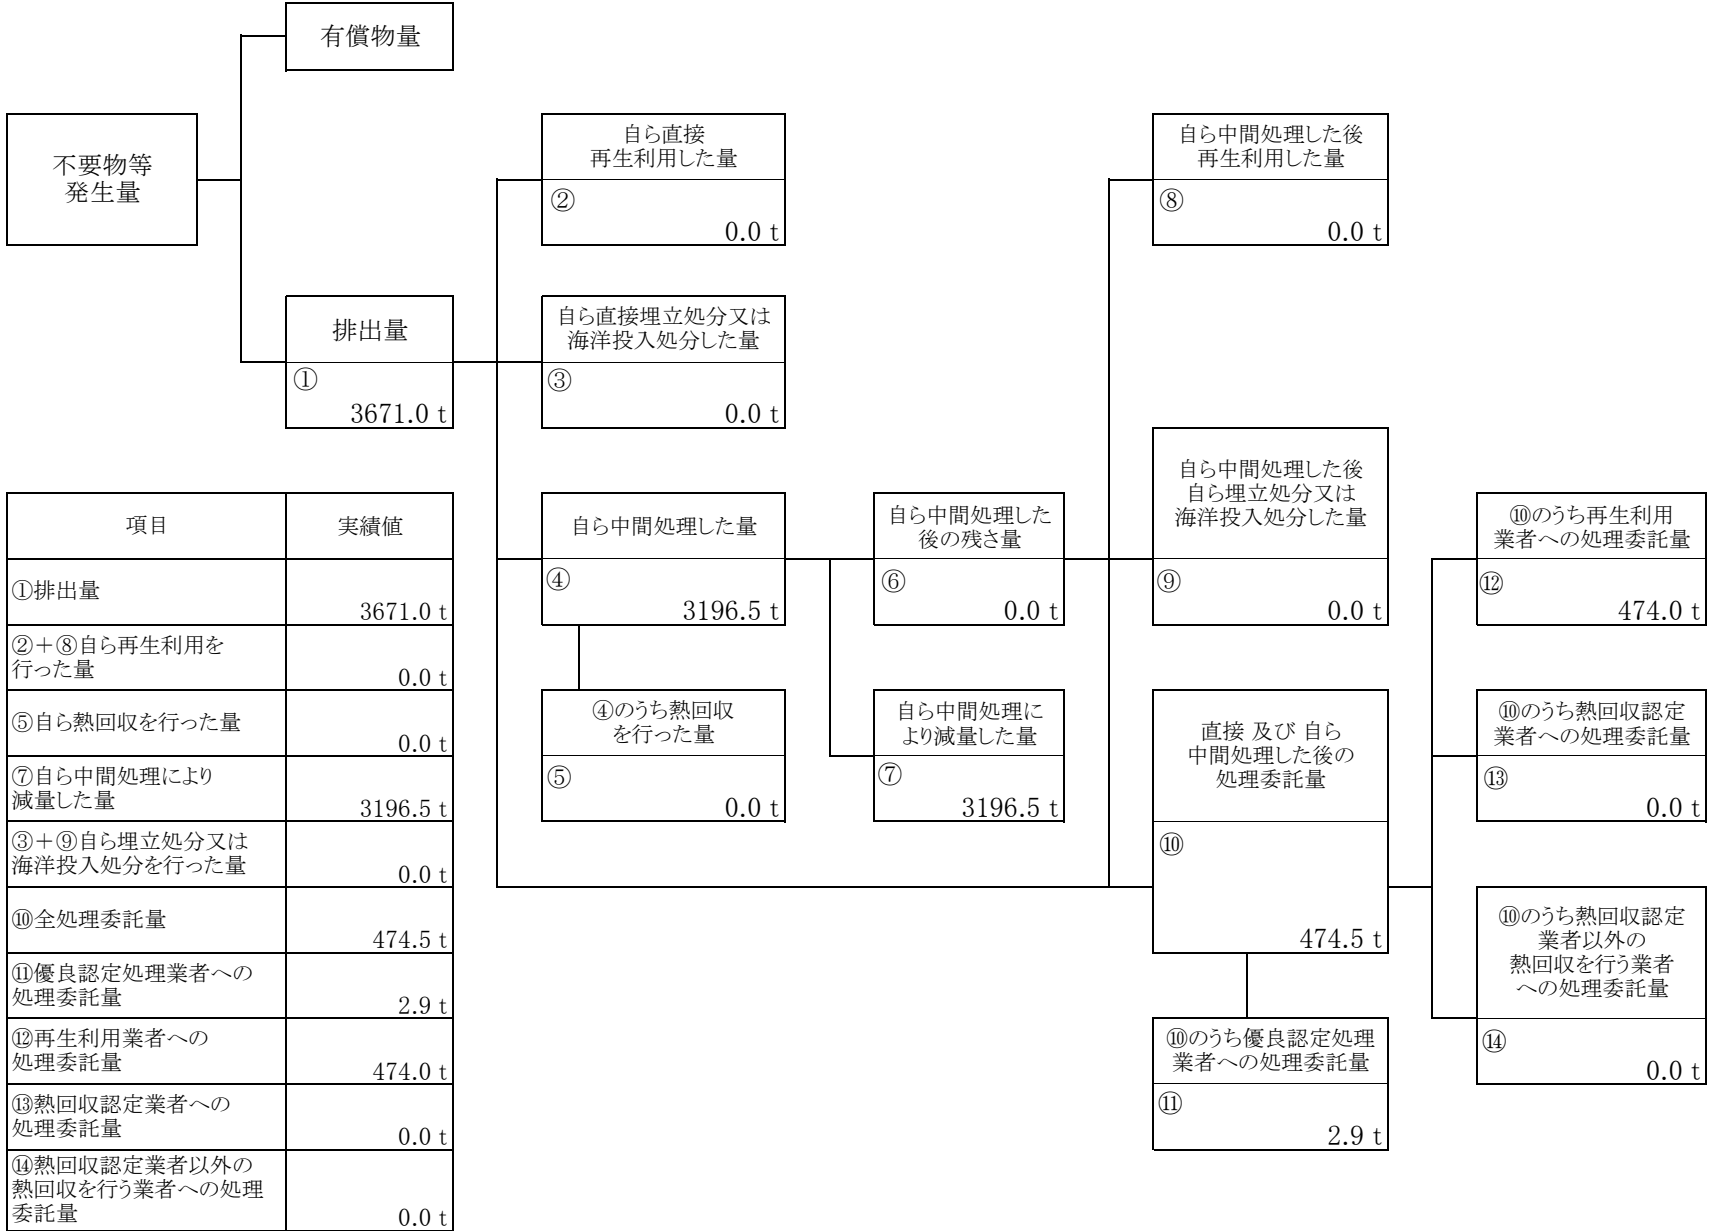 有償物量
不要物等
発生量
自ら直接
再生利用した量
②
0.0 t
自ら中間処理した後
再生利用した量
⑧
0.0 t
排出量
①
3671.0 t
自ら直接埋立処分又は
海洋投入処分した量
③
0.0 t
自ら中間処理した量
④
3196.5 t
自ら中間処理した
後の残さ量
⑥
0.0 t
自ら中間処理した後
自ら埋立処分又は
海洋投入処分した量
⑨
0.0 t
⑩のうち再生利用
業者への処理委託量
⑫
474.0 t
④のうち熱回収
を行った量
⑤
0.0 t
自ら中間処理に
より減量した量
⑦
3196.5 t
直接 及び 自ら
中間処理した後の
処理委託量
⑩
474.5 t
⑩のうち熱回収認定
業者への処理委託量
⑬
0.0 t
⑩のうち熱回収認定
業者以外の
熱回収を行う業者
への処理委託量
⑭
0.0 t
⑩のうち優良認定処理
業者への処理委託量
⑪
2.9 t
項目
実績値
①排出量
3671.0 t
②＋⑧自ら再生利用を
行った量
0.0 t
⑤自ら熱回収を行った量
0.0 t
⑦自ら中間処理により
減量した量
3196.5 t
③＋⑨自ら埋立処分又は
海洋投入処分を行った量
0.0 t
⑩全処理委託量
474.5 t
⑪優良認定処理業者への
処理委託量
2.9 t
⑫再生利用業者への
処理委託量
474.0 t
⑬熱回収認定業者への
処理委託量
0.0 t
⑭熱回収認定業者以外の
熱回収を行う業者への処理
委託量
0.0 t